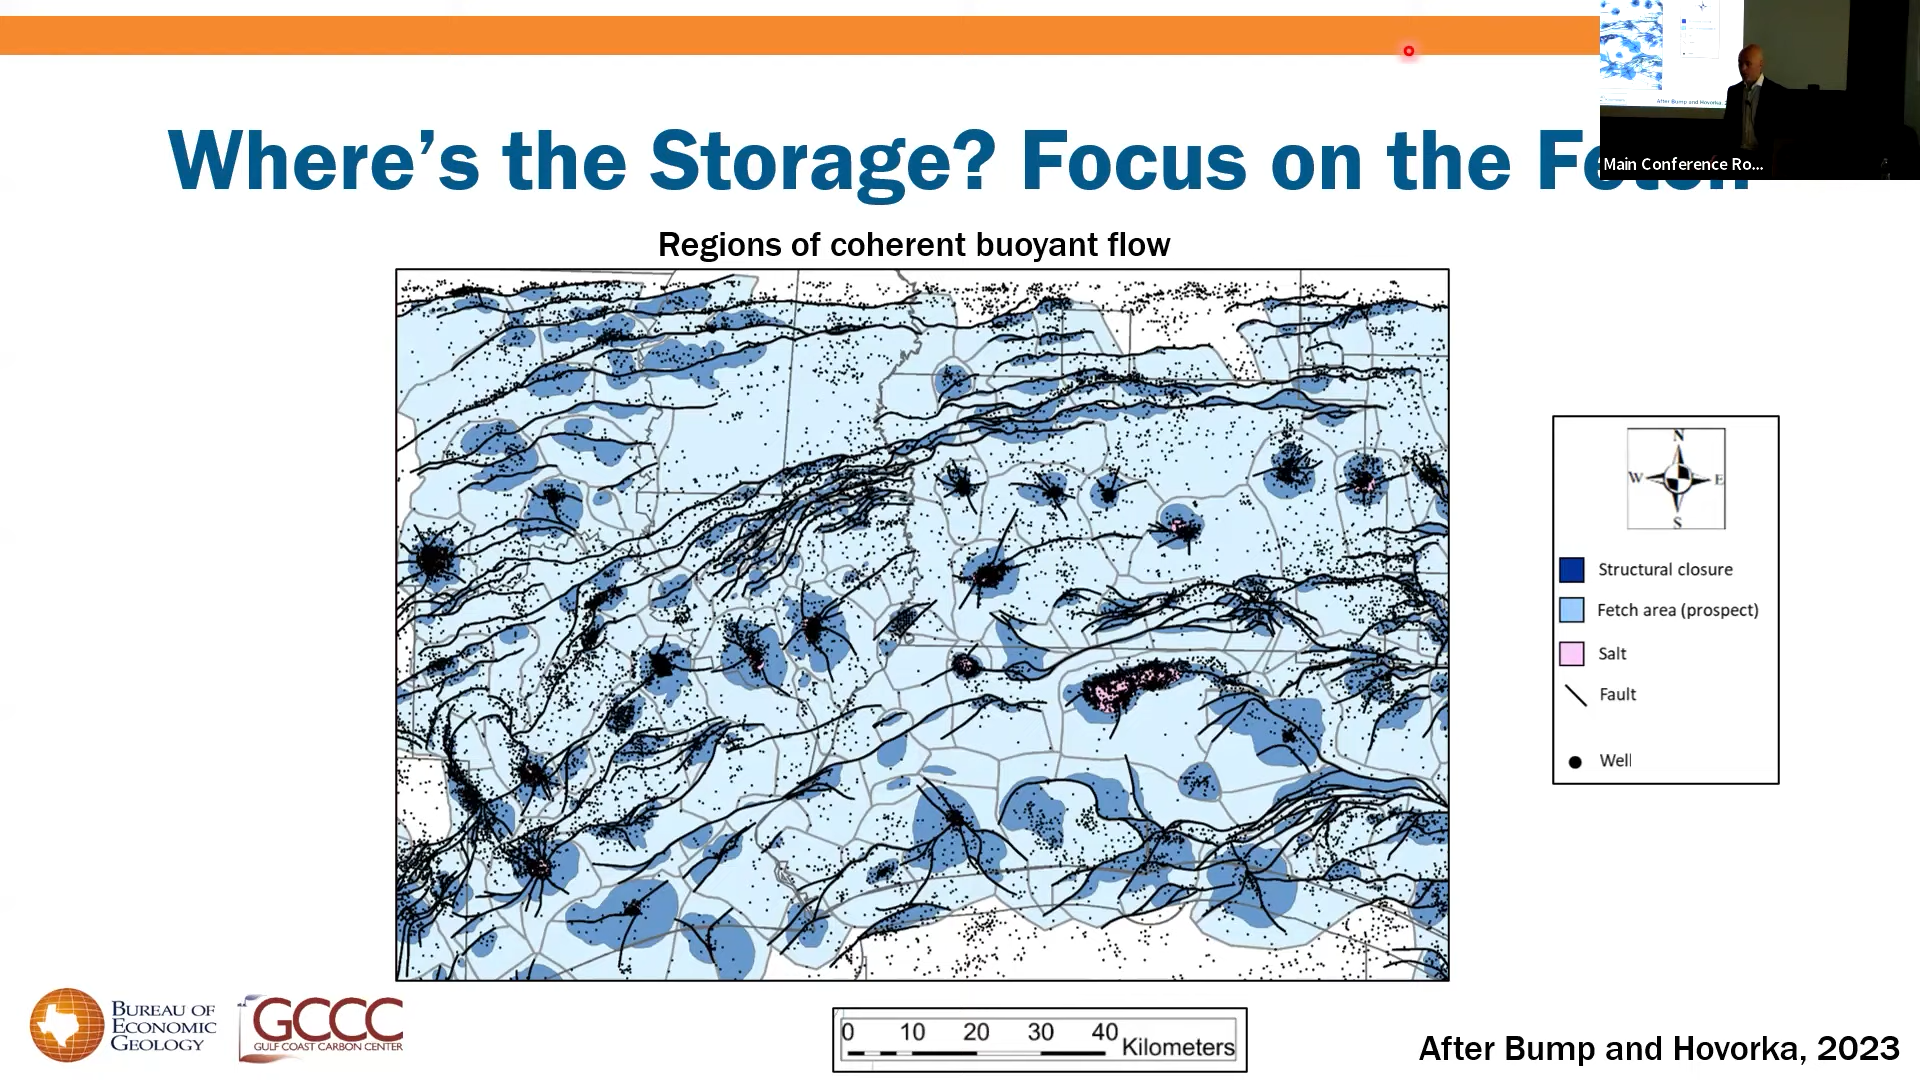 Where's the Storage? Focus on the
Main Conference Ro...
Regions of coherent buoyant flow
N
W E
S
Structural closure
Fetch area (prospect)
Salt
Fault
Well
0 10 20 30 40 Kilometers
BUREAU OF
ECONOMIC
GEOLOGY
GCCC
GULF COAST CARBON CENTER
After Bump and Hovorka, 2023